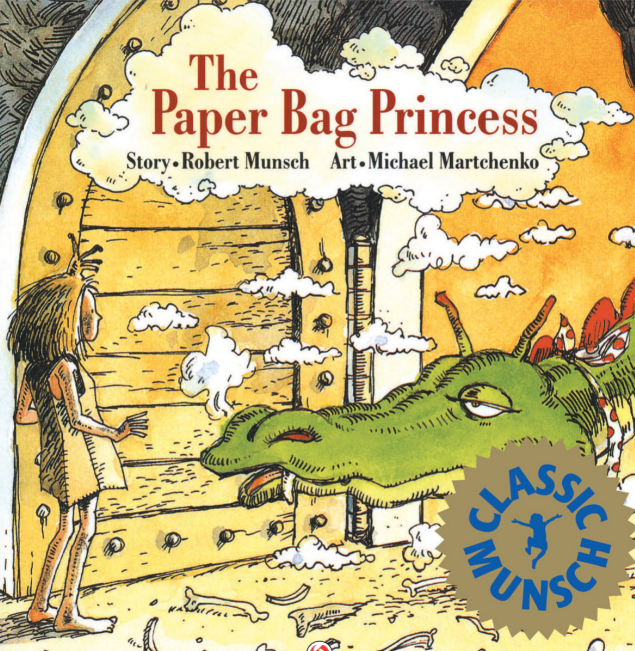 The
Paper Bag Princess
Story•Robert Munsch Art•Michael Martchenko
CLASSIC
MUNSCH